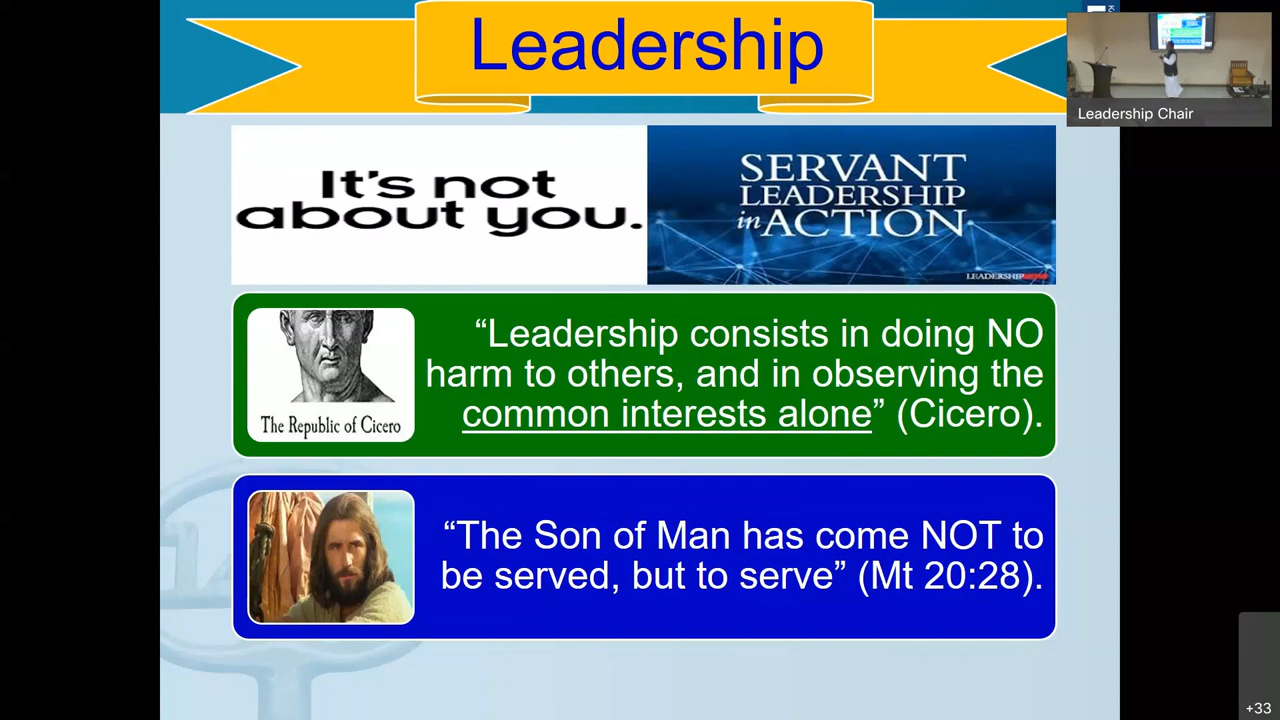 Leadership
Leadership Chair
It's not
about you.
SERVANT
LEADERSHIP
in ACTION
“Leadership consists in doing NO
harm to others, and in observing the
common interests alone” (Cicero).
The Republic of Cicero
“The Son of Man has come NOT to
be served, but to serve” (Mt 20:28).
+33